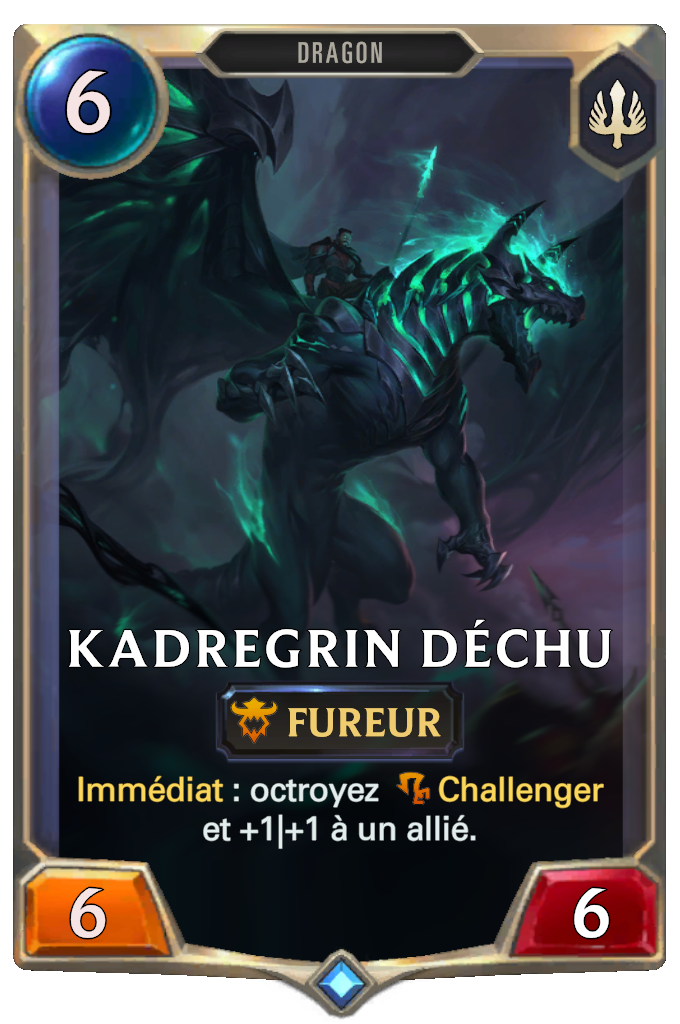 DRAGON
6
KADREGRIN DÉCHU
FUREUR
Immédiat : octroyez Challenger
et +1|+1 à un allié.
6
6